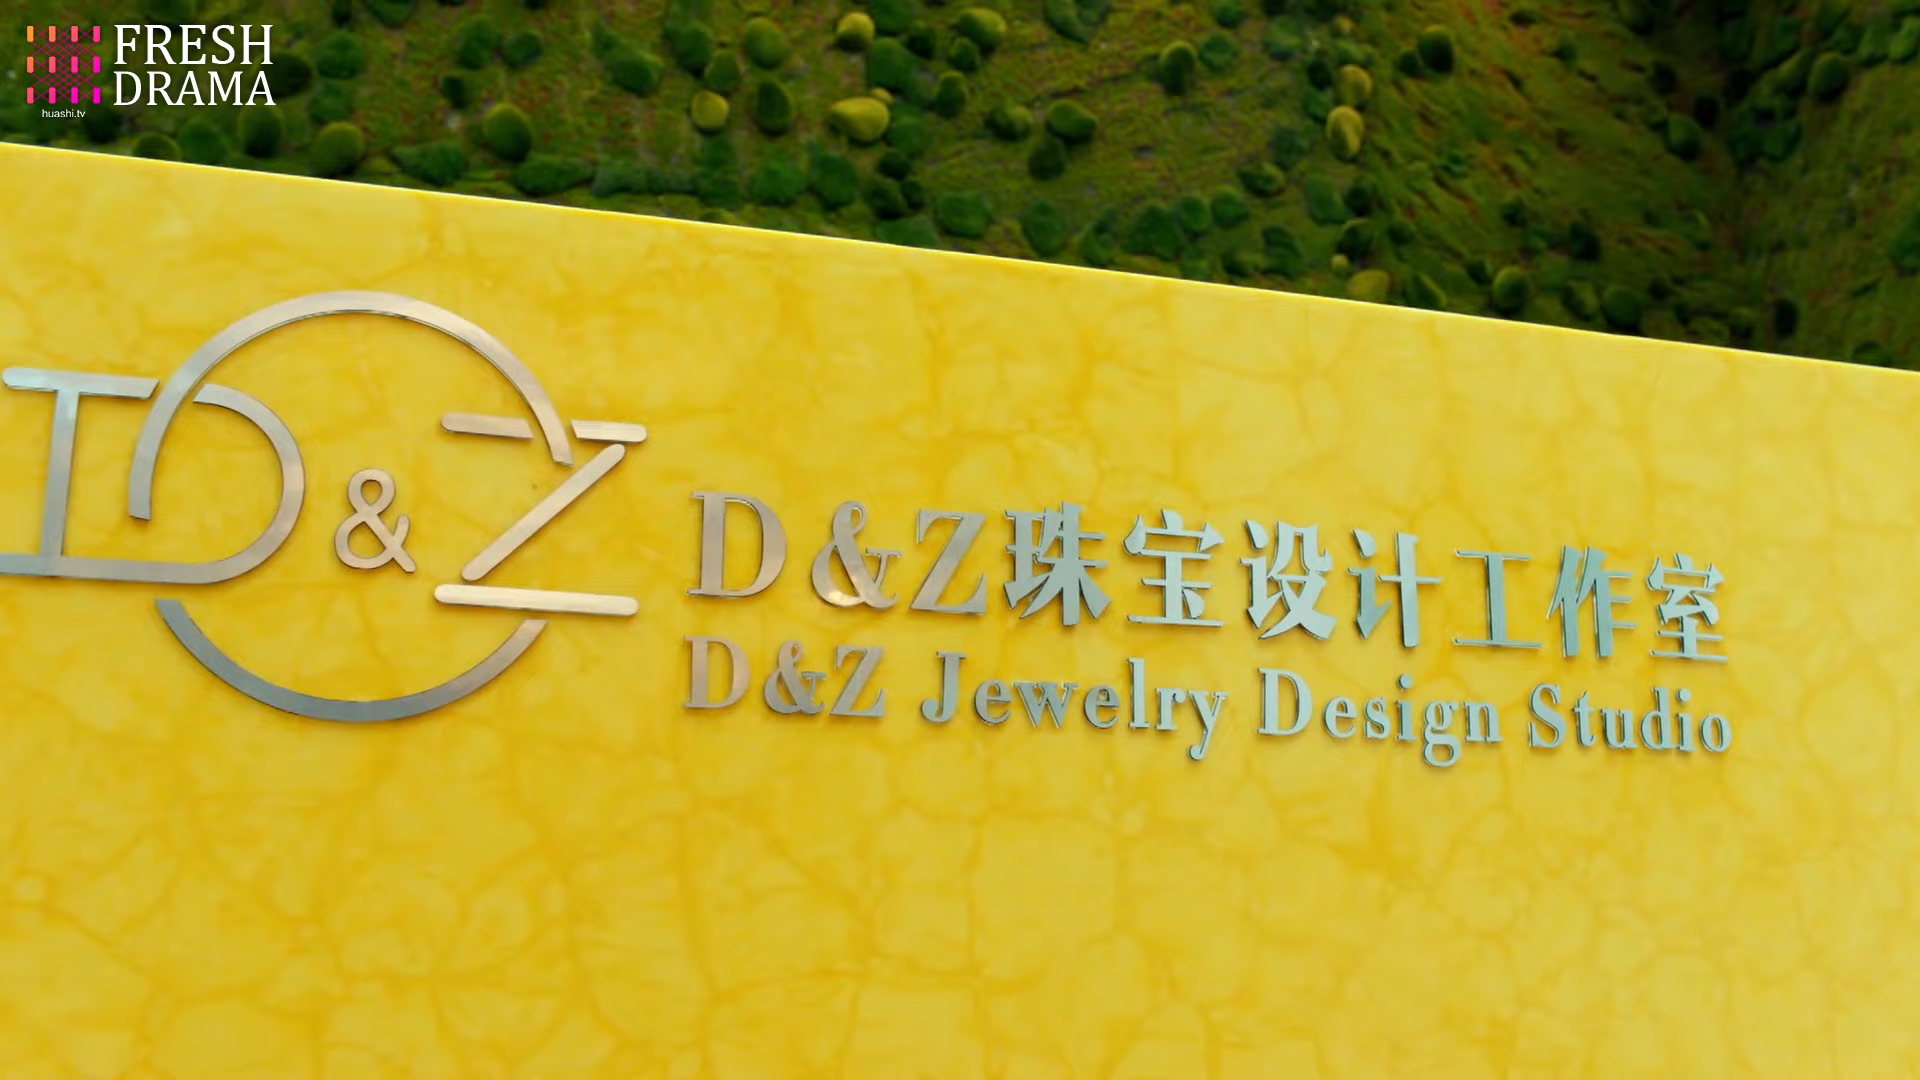 FRESH
DRAMA
huashi.tv
D&Z
D&Z珠宝设计工作室
D&Z Jewelry Design Studio